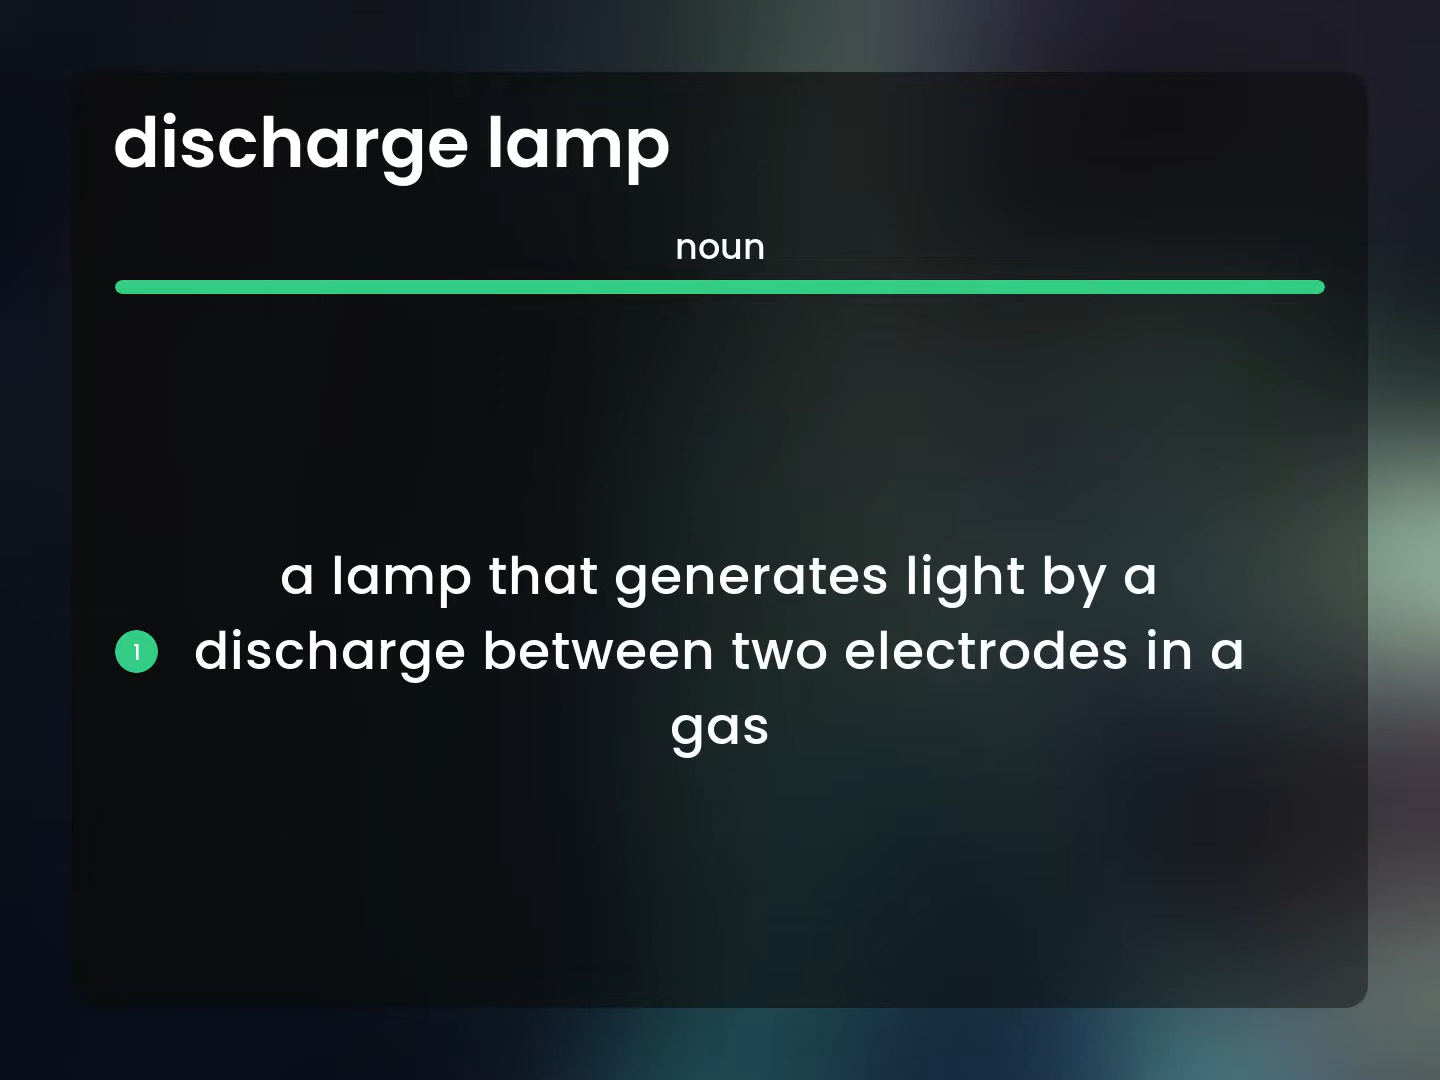 discharge lamp
noun
a lamp that generates light by a
1 discharge between two electrodes in a
gas